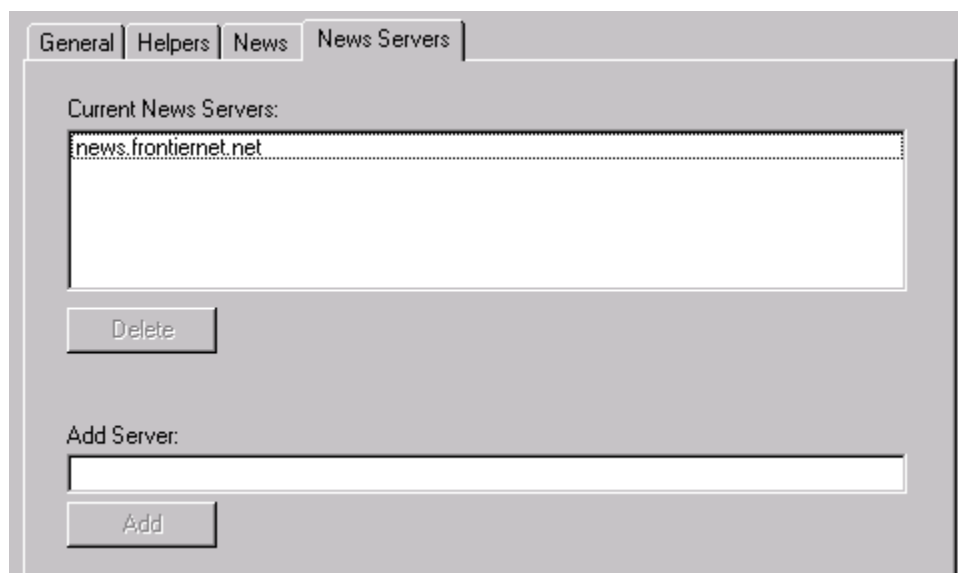 General Helpers News News Servers
Current News Servers:
news.frontiernet.net
Delete
Add Server:
Add